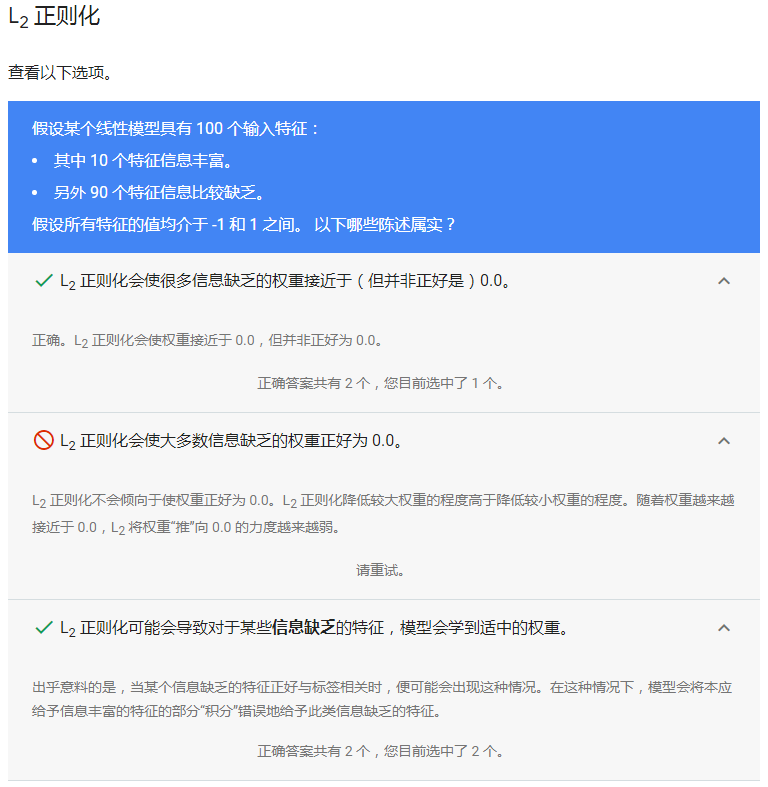 L2 正则化
查看以下选项。
假设某个线性模型具有 100 个输入特征：
• 其中 10 个特征信息丰富。
• 另外 90 个特征信息比较缺乏。
假设所有特征的值均介于 -1 和 1 之间。 以下哪些陈述属实？
L2 正则化会使很多信息缺乏的权重接近于（但并非正好是）0.0。
正确。L2 正则化会使权重接近于 0.0，但并非正好为 0.0。
正确答案共有 2 个，您目前选中了 1 个。
L2 正则化会使大多数信息缺乏的权重正好为 0.0。
L2 正则化不会倾向于使权重正好为 0.0。L2 正则化降低较大权重的程度高于降低较小权重的程度。随着权重越来越
接近于 0.0，L2 将权重“推”向 0.0 的力度越来越弱。
请重试。
L2 正则化可能会导致对于某些信息缺乏的特征，模型会学到适中的权重。
出乎意料的是，当某个信息缺乏的特征正好与标签相关时，便可能会出现这种情况。在这种情况下，模型会将本应
给予信息丰富的特征的部分“积分”错误地给予此类信息缺乏的特征。
正确答案共有 2 个，您目前选中了 2 个。